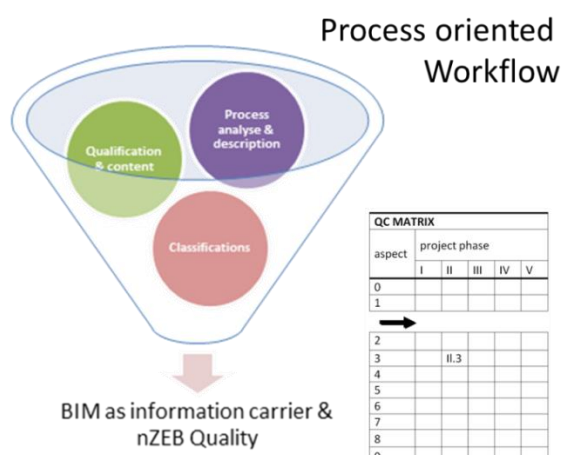 Process oriented
Workflow
Process
analyse &
description
Qualification
& content
Classifications
BIM as information carrier &
nZEB Quality
QC MATRIX
aspect project phase
I II III IV V
0
1
2
3 II.3
4
5
6
7
8